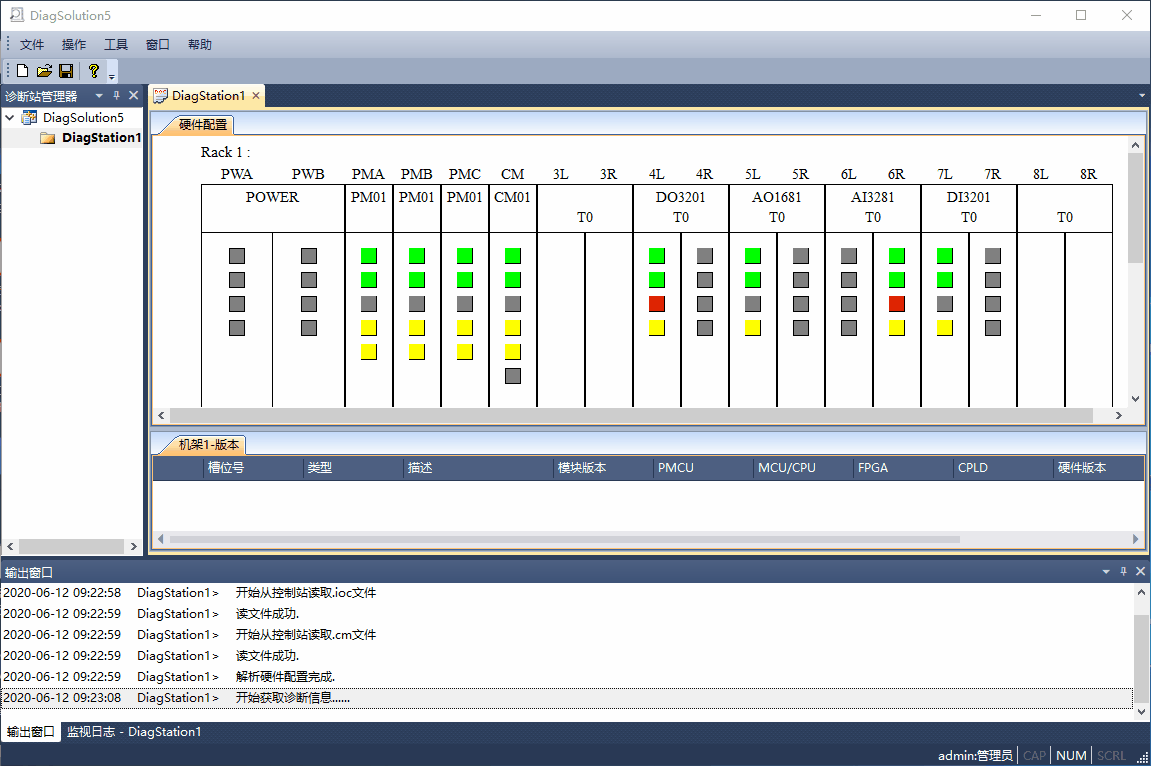 DiagSolution5
文件 操作 工具 窗口 帮助
诊断站管理器
DiagSolution5
DiagStation1
DiagStation1
硬件配置
Rack 1 :
PWA PWB PMA PMB PMC CM 3L 3R 4L 4R 5L 5R 6L 6R 7L 7R 8L 8R
POWER PM01 PM01 PM01 CM01 DO3201 AO1681 AI3281 DI3201
T0 T0 T0 T0 T0 T0
机架1-版本
槽位号 类型 描述 模块版本 PMCU MCU/CPU FPGA CPLD 硬件版本
输出窗口
2020-06-12 09:22:58 DiagStation1> 开始从控制站读取.ioc文件
2020-06-12 09:22:59 DiagStation1> 读文件成功.
2020-06-12 09:22:59 DiagStation1> 开始从控制站读取.cm文件
2020-06-12 09:22:59 DiagStation1> 读文件成功.
2020-06-12 09:22:59 DiagStation1> 解析硬件配置完成.
2020-06-12 09:23:08 DiagStation1> 开始获取诊断信息......
输出窗口 监视日志 - DiagStation1
admin:管理员 CAP NUM SCRL